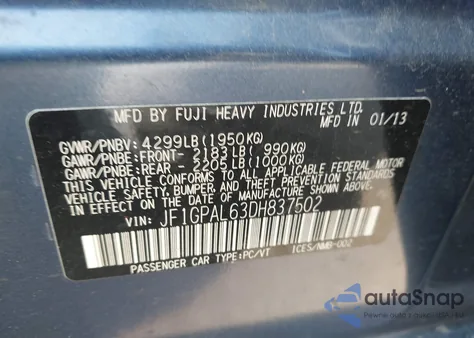 MFD BY FUJI HEAVY INDUSTRIES LTD.
MFD IN 01/13
GVWR/PNBV: 4299LB(1950KG)
GAWR/PNBE: FRONT- 2183LB( 990KG)
GAWR/PNBE: REAR - 2205LB(1000KG)
THIS VEHICLE CONFORMS TO ALL APPLICABLE FEDERAL MOTOR
VEHICLE SAFETY, BUMPER, AND THEFT PREVENTION STANDARDS
IN EFFECT ON THE DATE OF MANUFACTURE SHOWN ABOVE.
VIN: JF1GPAL63DH837502
PASSENGER CAR TYPE:PC/VT ICES/NMB-002
autoSnap